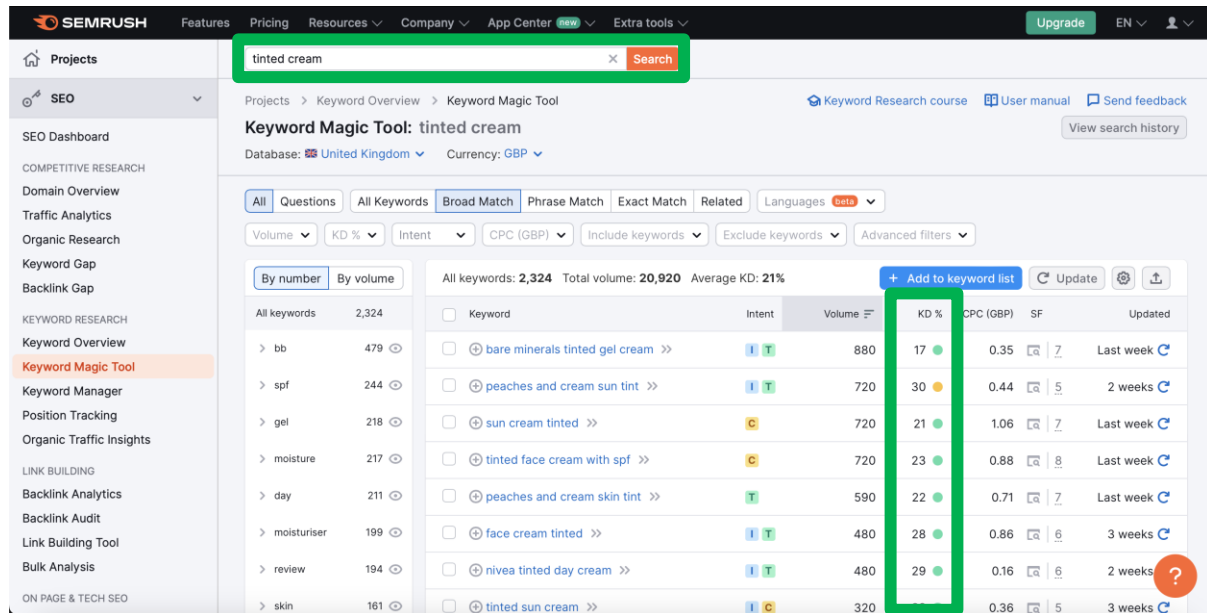 SEMRUSH Features Pricing Resources Company App Center new Extra tools Upgrade EN
Projects
tinted cream × Search
SEO
Projects > Keyword Overview > Keyword Magic Tool Keyword Research course User manual Send feedback
Keyword Magic Tool: tinted cream View search history
Database: United Kingdom Currency: GBP
SEO Dashboard
COMPETITIVE RESEARCH
Domain Overview
Traffic Analytics
Organic Research
Keyword Gap
Backlink Gap
KEYWORD RESEARCH
Keyword Overview
Keyword Magic Tool
Keyword Manager
Position Tracking
Organic Traffic Insights
LINK BUILDING
Backlink Analytics
Backlink Audit
Link Building Tool
Bulk Analysis
ON PAGE & TECH SEO
All Questions All Keywords Broad Match Phrase Match Exact Match Related Languages beta
Volume KD % Intent CPC (GBP) Include keywords Exclude keywords Advanced filters
By number By volume All keywords: 2,324 Total volume: 20,920 Average KD: 21% + Add to keyword list Update
All keywords 2,324 Keyword Intent Volume KD % CPC (GBP) SF Updated
> bb 479 bare minerals tinted gel cream >> I T 880 17 0.35 7 Last week
> spf 244 peaches and cream sun tint >> I T 720 30 0.44 5 2 weeks
> gel 218 sun cream tinted >> C 720 21 1.06 7 Last week
> moisture 217 tinted face cream with spf >> C 720 23 0.88 8 Last week
> day 211 peaches and cream skin tint >> T 590 22 0.71 7 Last week
> moisturiser 199 face cream tinted >> I T 480 28 0.86 6 3 weeks
> review 194 nivea tinted day cream >> I T 480 29 0.16 6 2 weeks
> skin 161 tinted sun cream >> I C 320 0.36 5 3 weeks
?